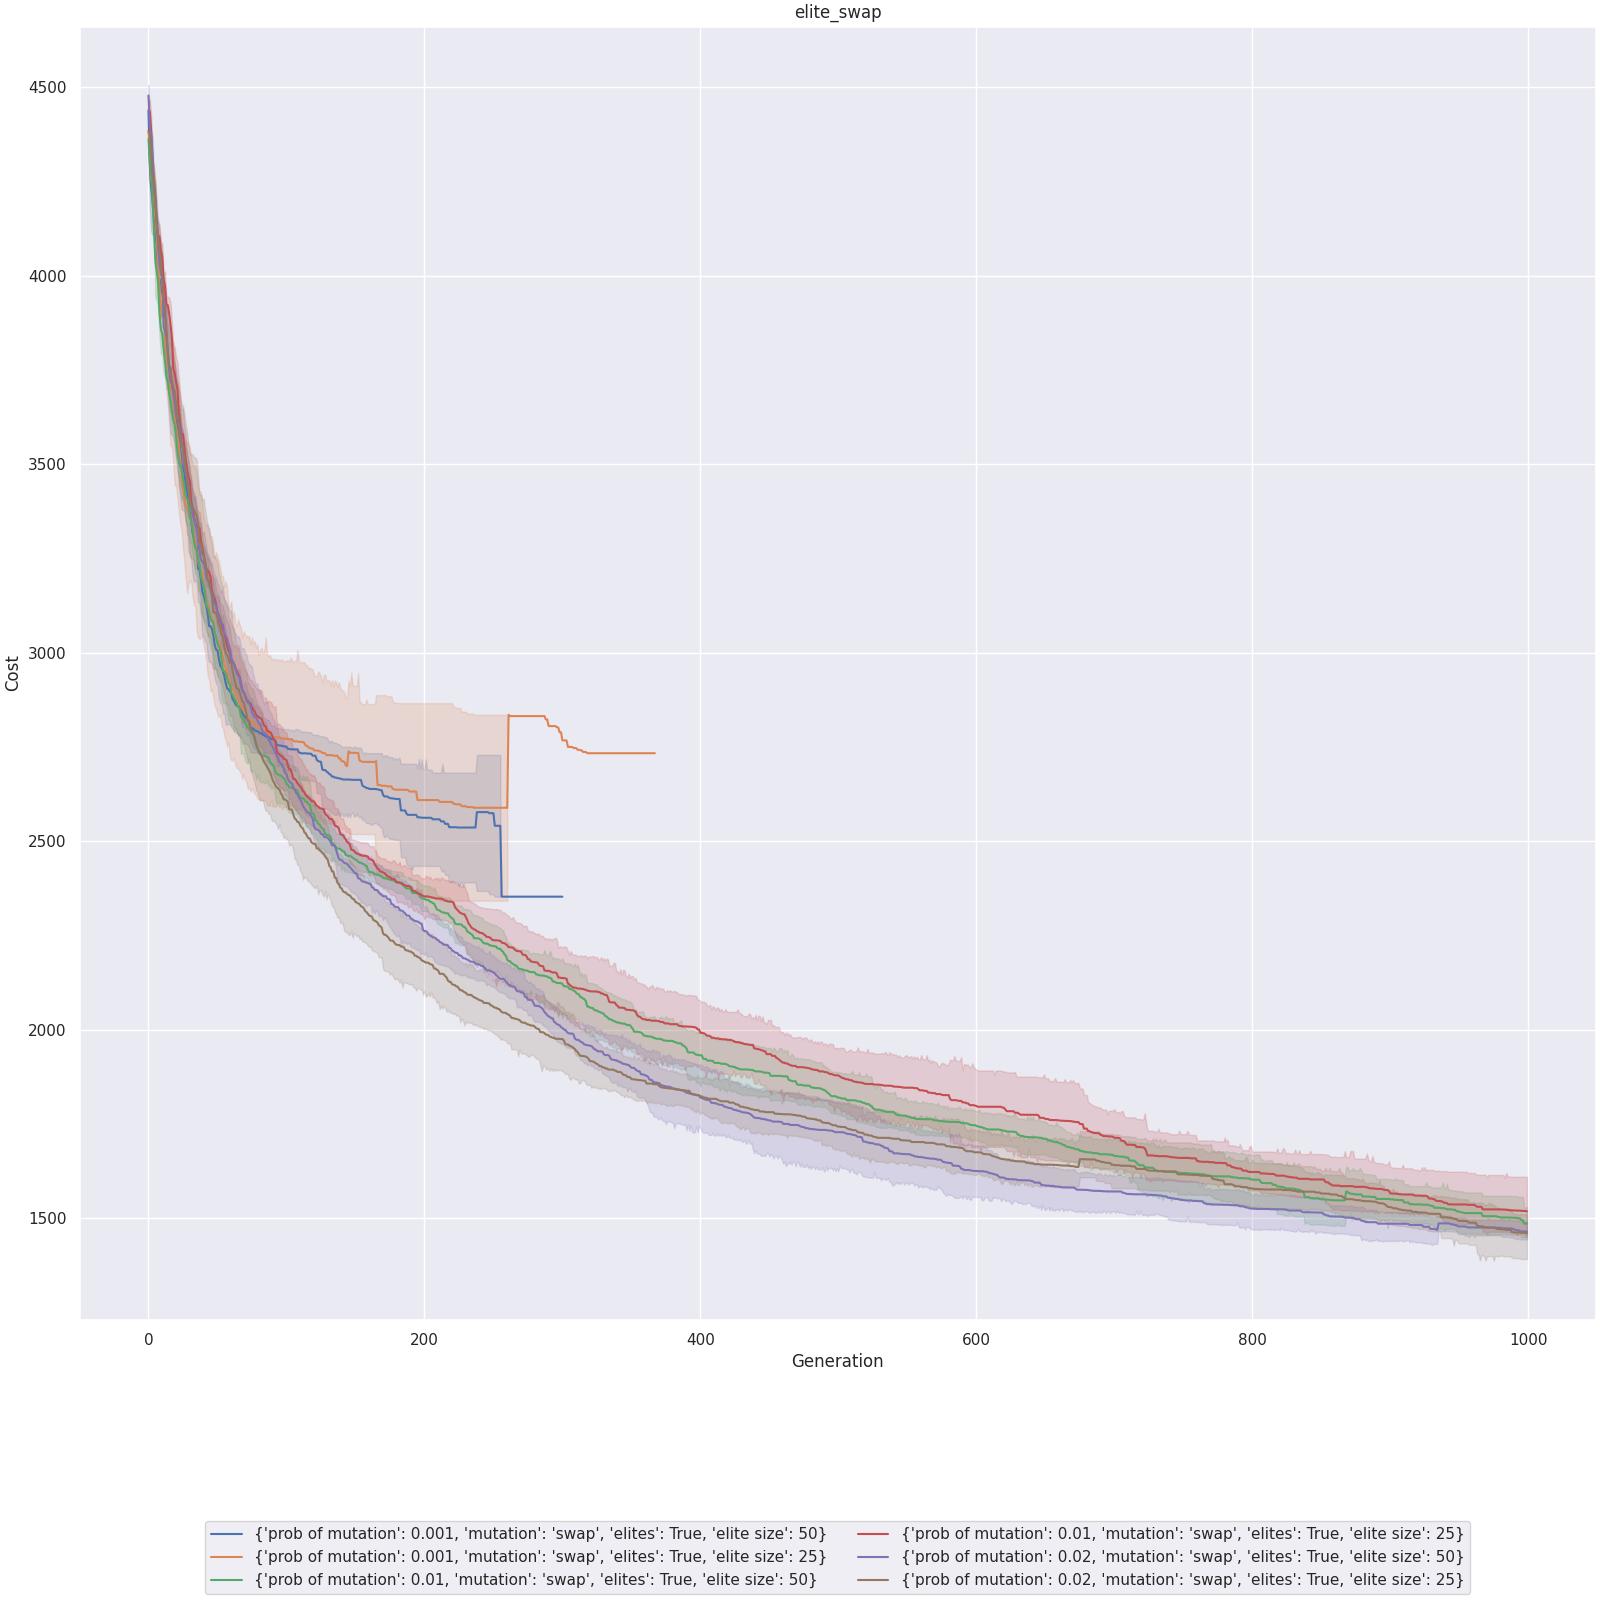 elite_swap
4500
4000
3500
3000
2500
2000
1500
Cost
0 200 400 600 800 1000
Generation
{'prob of mutation': 0.001, 'mutation': 'swap', 'elites': True, 'elite size': 50}
{'prob of mutation': 0.001, 'mutation': 'swap', 'elites': True, 'elite size': 25}
{'prob of mutation': 0.01, 'mutation': 'swap', 'elites': True, 'elite size': 50}
{'prob of mutation': 0.01, 'mutation': 'swap', 'elites': True, 'elite size': 25}
{'prob of mutation': 0.02, 'mutation': 'swap', 'elites': True, 'elite size': 50}
{'prob of mutation': 0.02, 'mutation': 'swap', 'elites': True, 'elite size': 25}